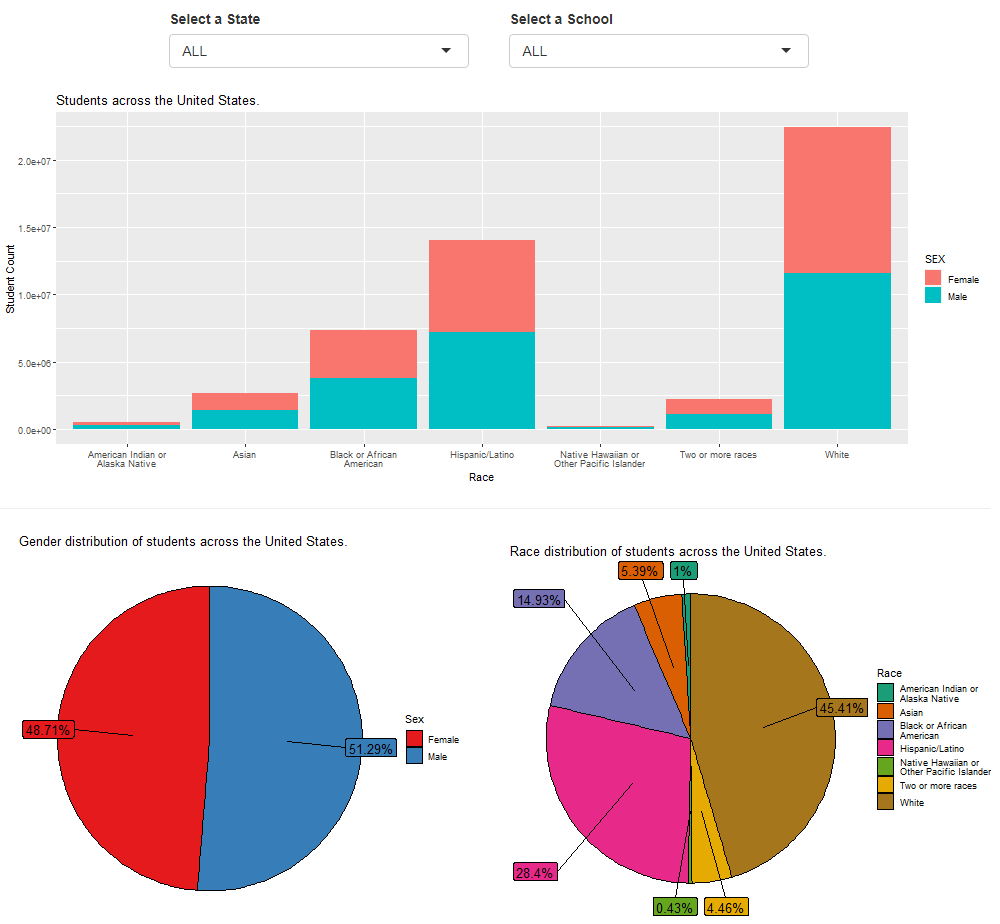 Select a State
Select a School
ALL
ALL
Students across the United States.
Student Count
2.0e+07
1.5e+07
1.0e+07
5.0e+06
0.0e+00
American Indian or
Alaska Native
Asian
Black or African
American
Hispanic/Latino
Native Hawaiian or
Other Pacific Islander
Two or more races
White
Race
SEX
Female
Male
Gender distribution of students across the United States.
48.71%
51.29%
Sex
Female
Male
Race distribution of students across the United States.
5.39%
1%
14.93%
45.41%
28.4%
0.43%
4.46%
Race
American Indian or
Alaska Native
Asian
Black or African
American
Hispanic/Latino
Native Hawaiian or
Other Pacific Islander
Two or more races
White